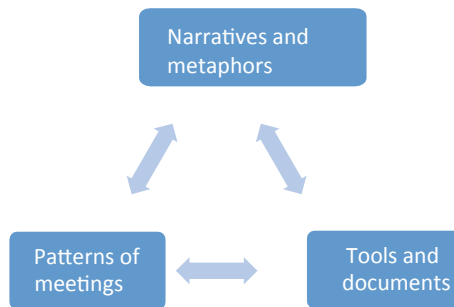 Narratives and
metaphors
Patterns of
meetings
Tools and
documents